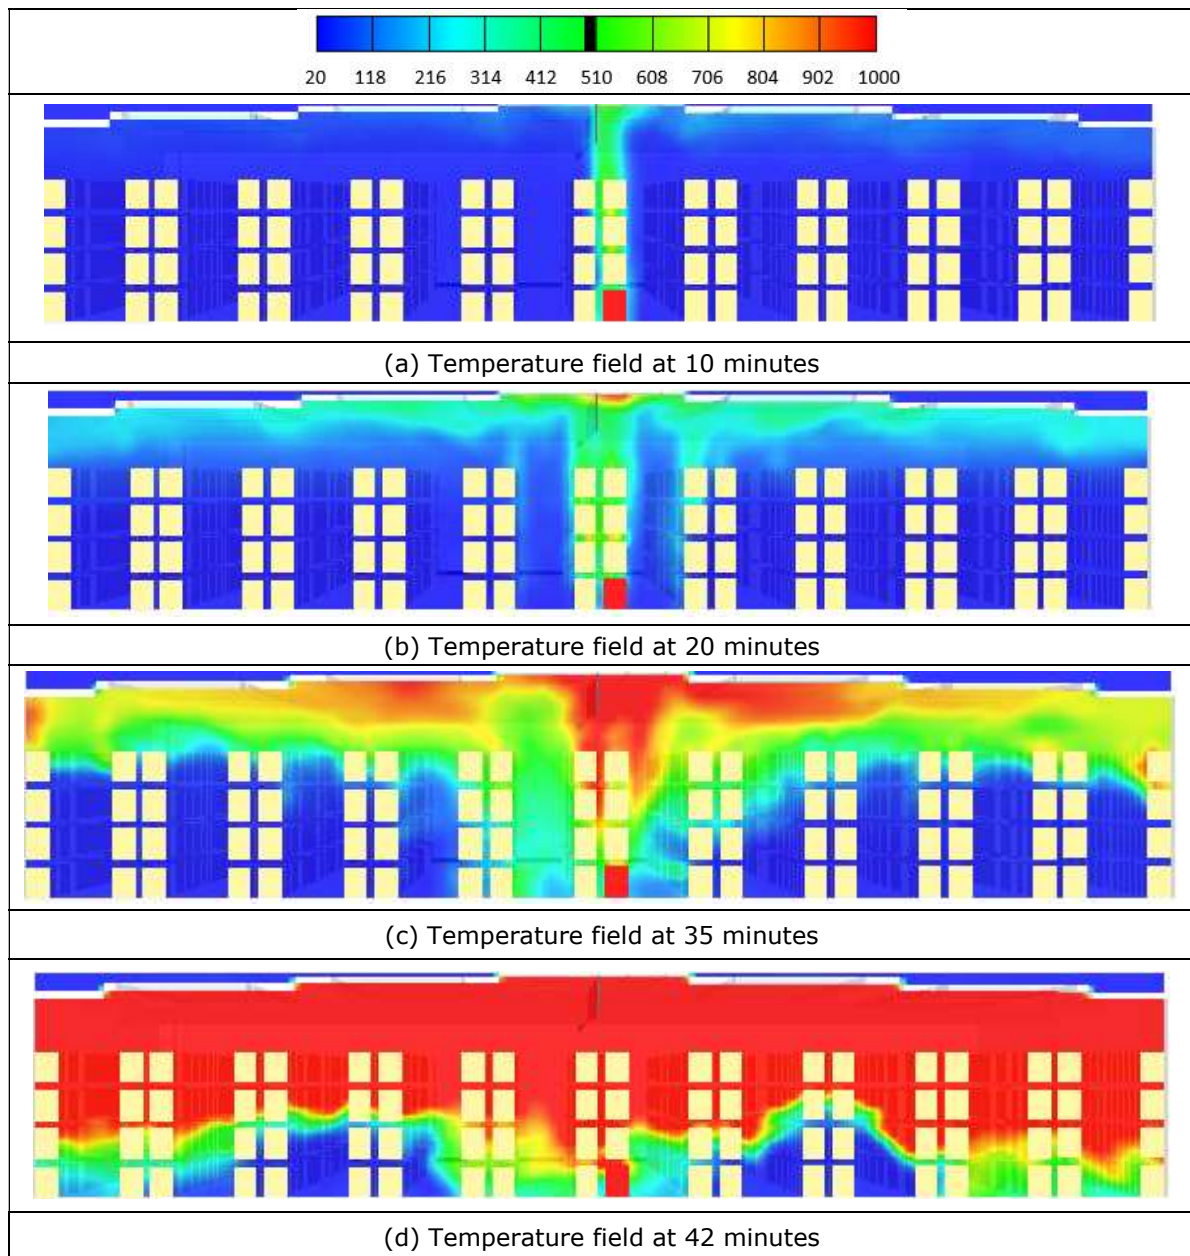 20 118 216 314 412 510 608 706 804 902 1000
(a) Temperature field at 10 minutes
(b) Temperature field at 20 minutes
(c) Temperature field at 35 minutes
(d) Temperature field at 42 minutes